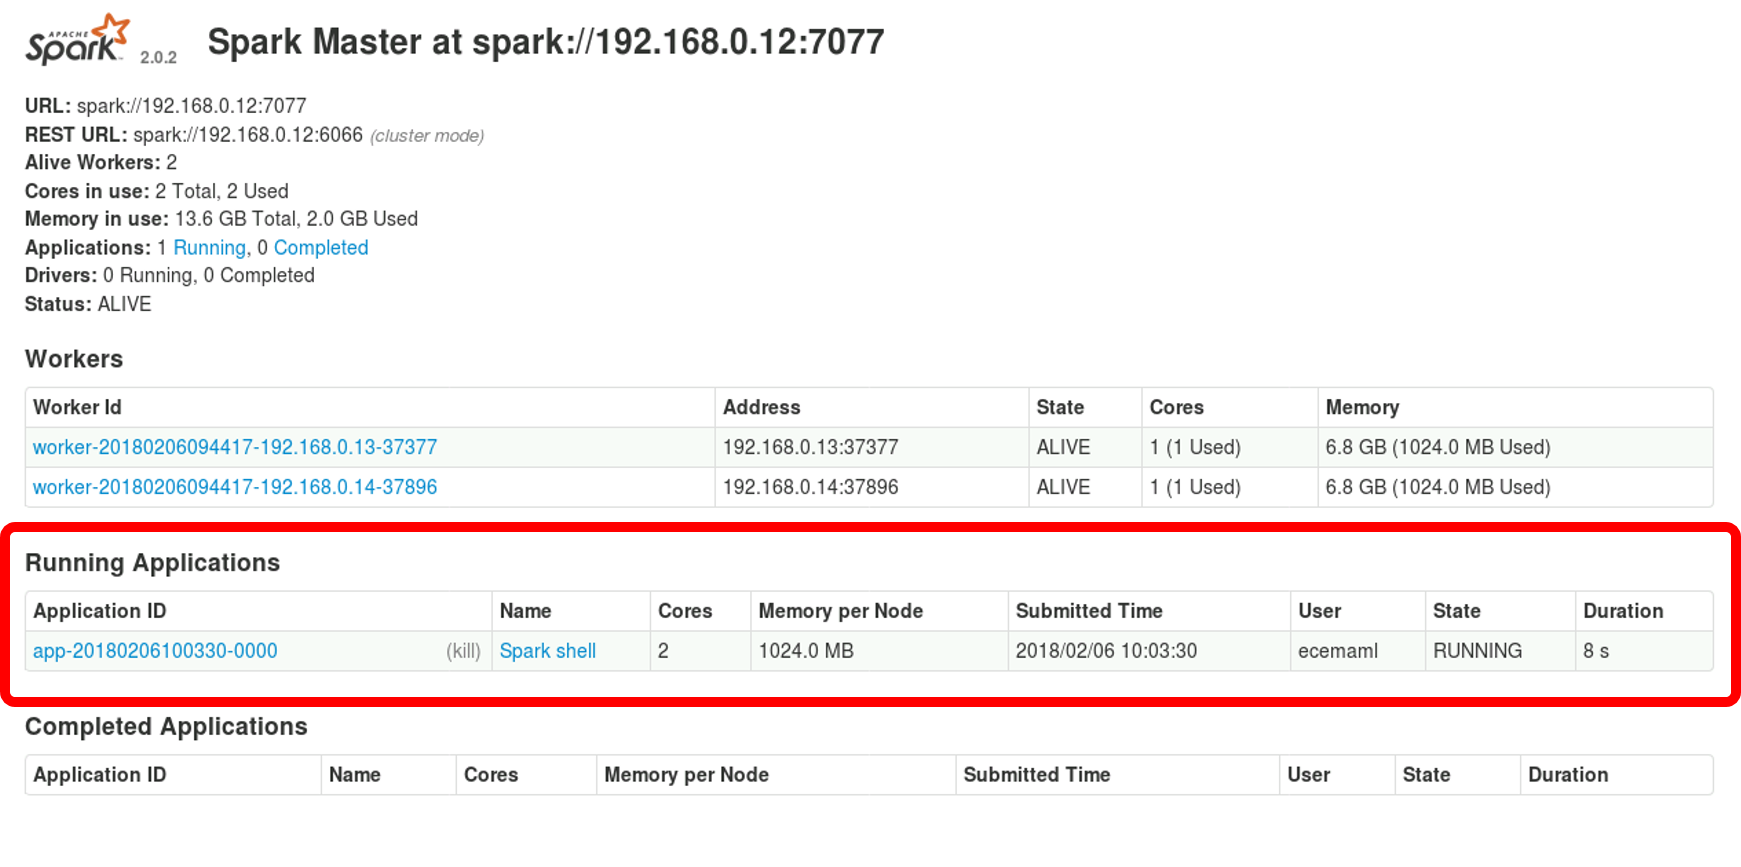 APACHE Spark 2.0.2 Spark Master at spark://192.168.0.12:7077
URL: spark://192.168.0.12:7077
REST URL: spark://192.168.0.12:6066 (cluster mode)
Alive Workers: 2
Cores in use: 2 Total, 2 Used
Memory in use: 13.6 GB Total, 2.0 GB Used
Applications: 1 Running, 0 Completed
Drivers: 0 Running, 0 Completed
Status: ALIVE
Workers
Worker Id Address State Cores Memory
worker-20180206094417-192.168.0.13-37377 192.168.0.13:37377 ALIVE 1 (1 Used) 6.8 GB (1024.0 MB Used)
worker-20180206094417-192.168.0.14-37896 192.168.0.14:37896 ALIVE 1 (1 Used) 6.8 GB (1024.0 MB Used)
Running Applications
Application ID Name Cores Memory per Node Submitted Time User State Duration
app-20180206100330-0000 (kill) Spark shell 2 1024.0 MB 2018/02/06 10:03:30 ecemaml RUNNING 8 s
Completed Applications
Application ID Name Cores Memory per Node Submitted Time User State Duration